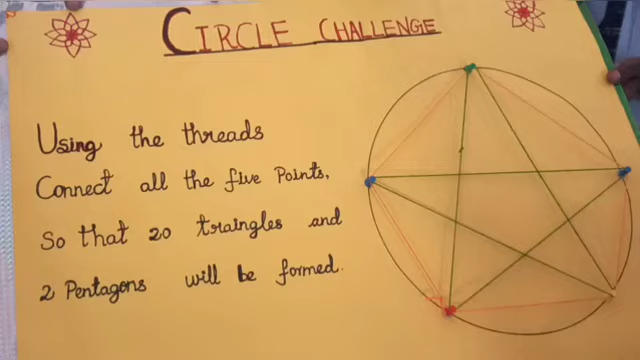 CIRCLE CHALLENGE
Using the threads
Connect all the five Points,
So that 20 traingles and
2 Pentagons will be formed.